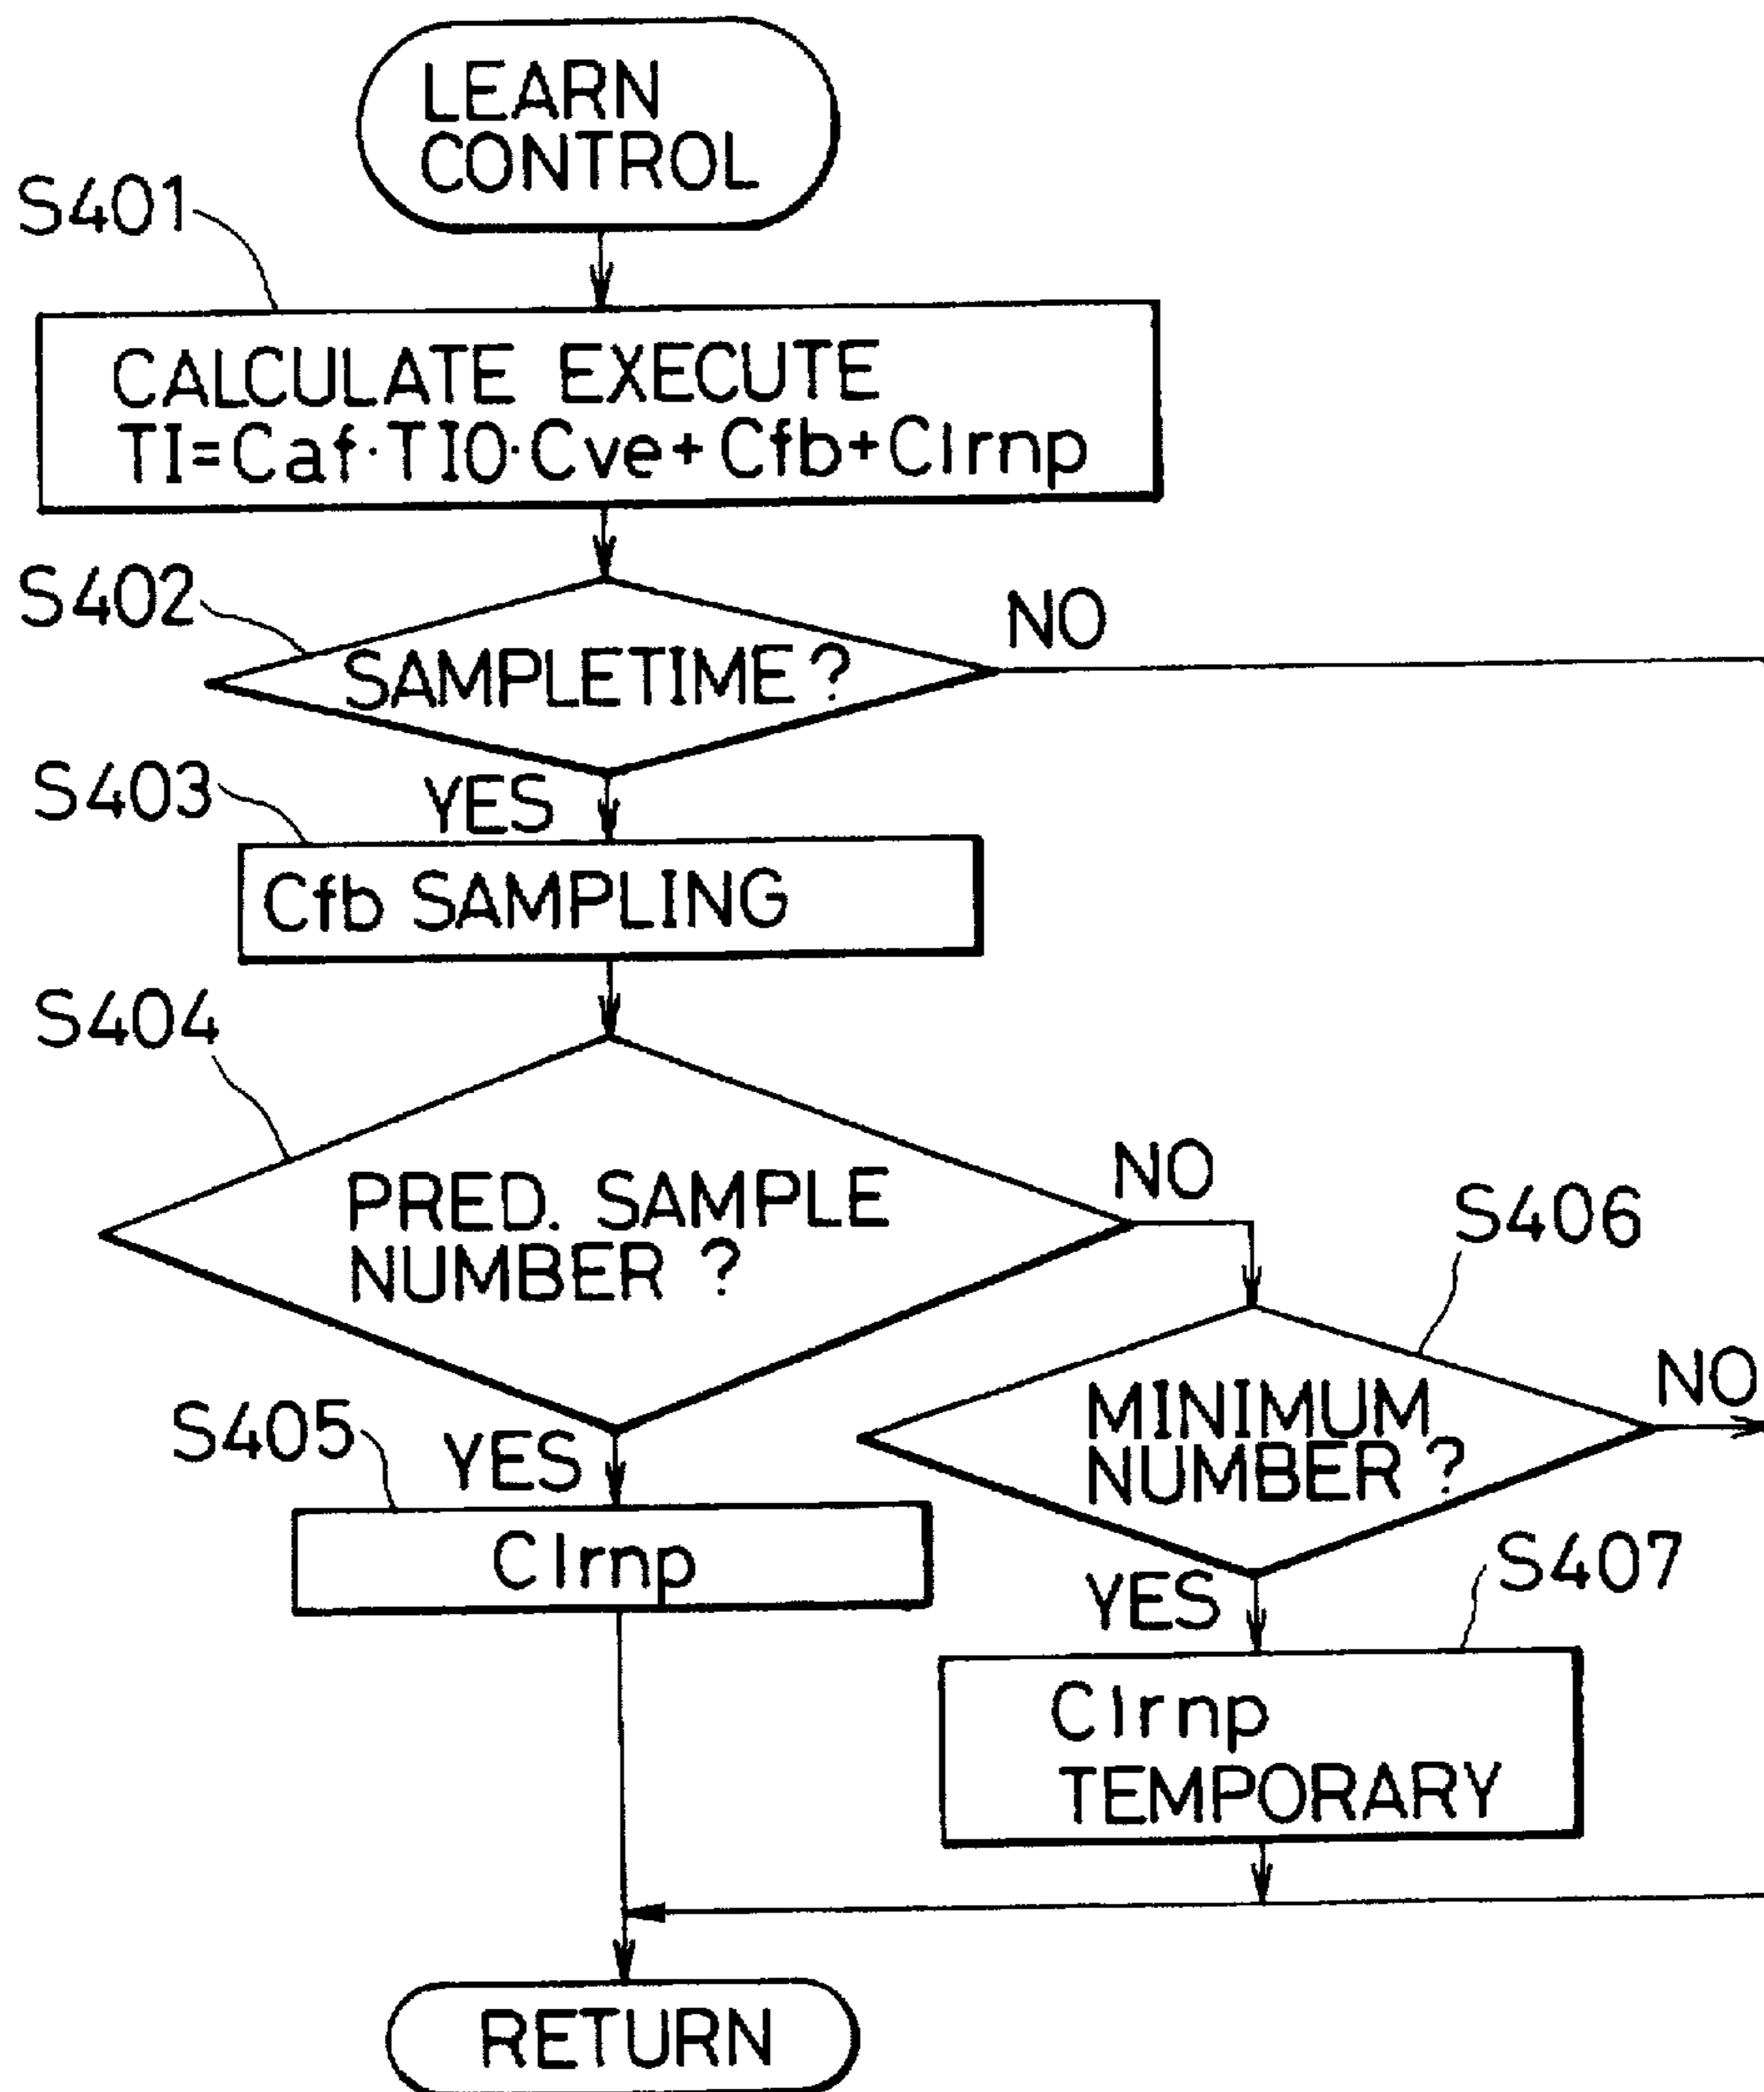 LEARN
CONTROL
S401
CALCULATE EXECUTE
TI=Caf·TI0·Cve+Cfb+Clrnp
S402
SAMPLETIME ?
NO
YES
S403
Cfb SAMPLING
S404
PRED. SAMPLE
NUMBER ?
NO
YES
S405
Clrnp
S406
MINIMUM
NUMBER ?
NO
YES
S407
Clrnp
TEMPORARY
RETURN